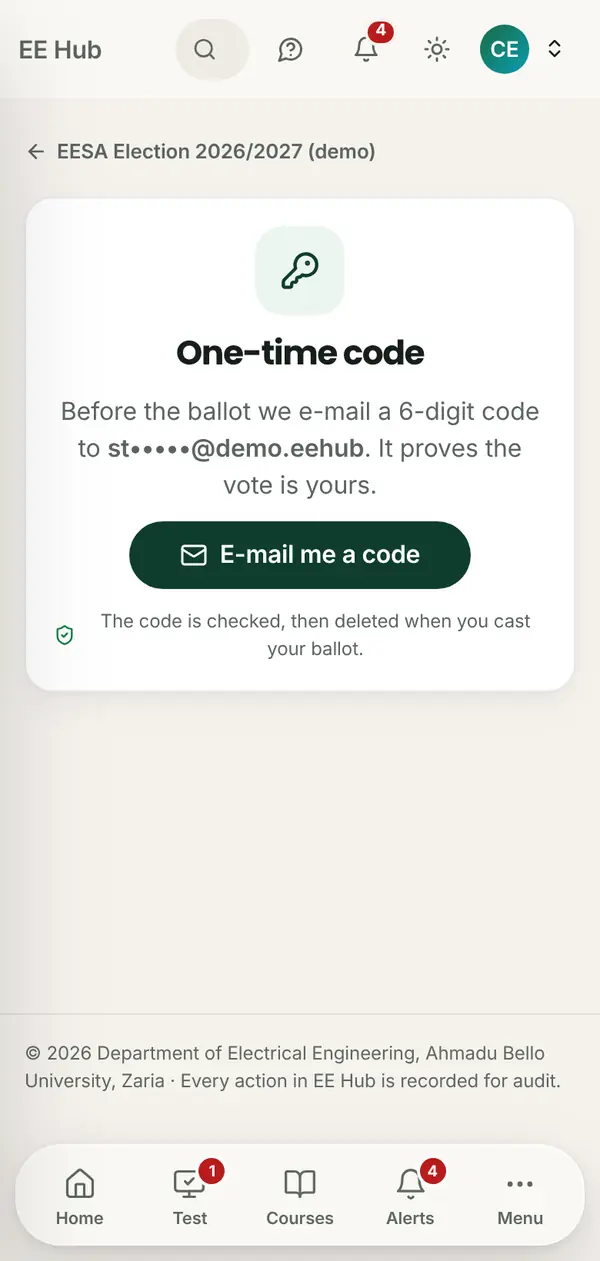 EE Hub
4
CE
EESA Election 2026/2027 (demo)
One-time code
Before the ballot we e-mail a 6-digit code
to st•••••@demo.eehub. It proves the
vote is yours.
E-mail me a code
The code is checked, then deleted when you cast
your ballot.
© 2026 Department of Electrical Engineering, Ahmadu Bello
University, Zaria · Every action in EE Hub is recorded for audit.
1
4
Home
Test
Courses
Alerts
Menu